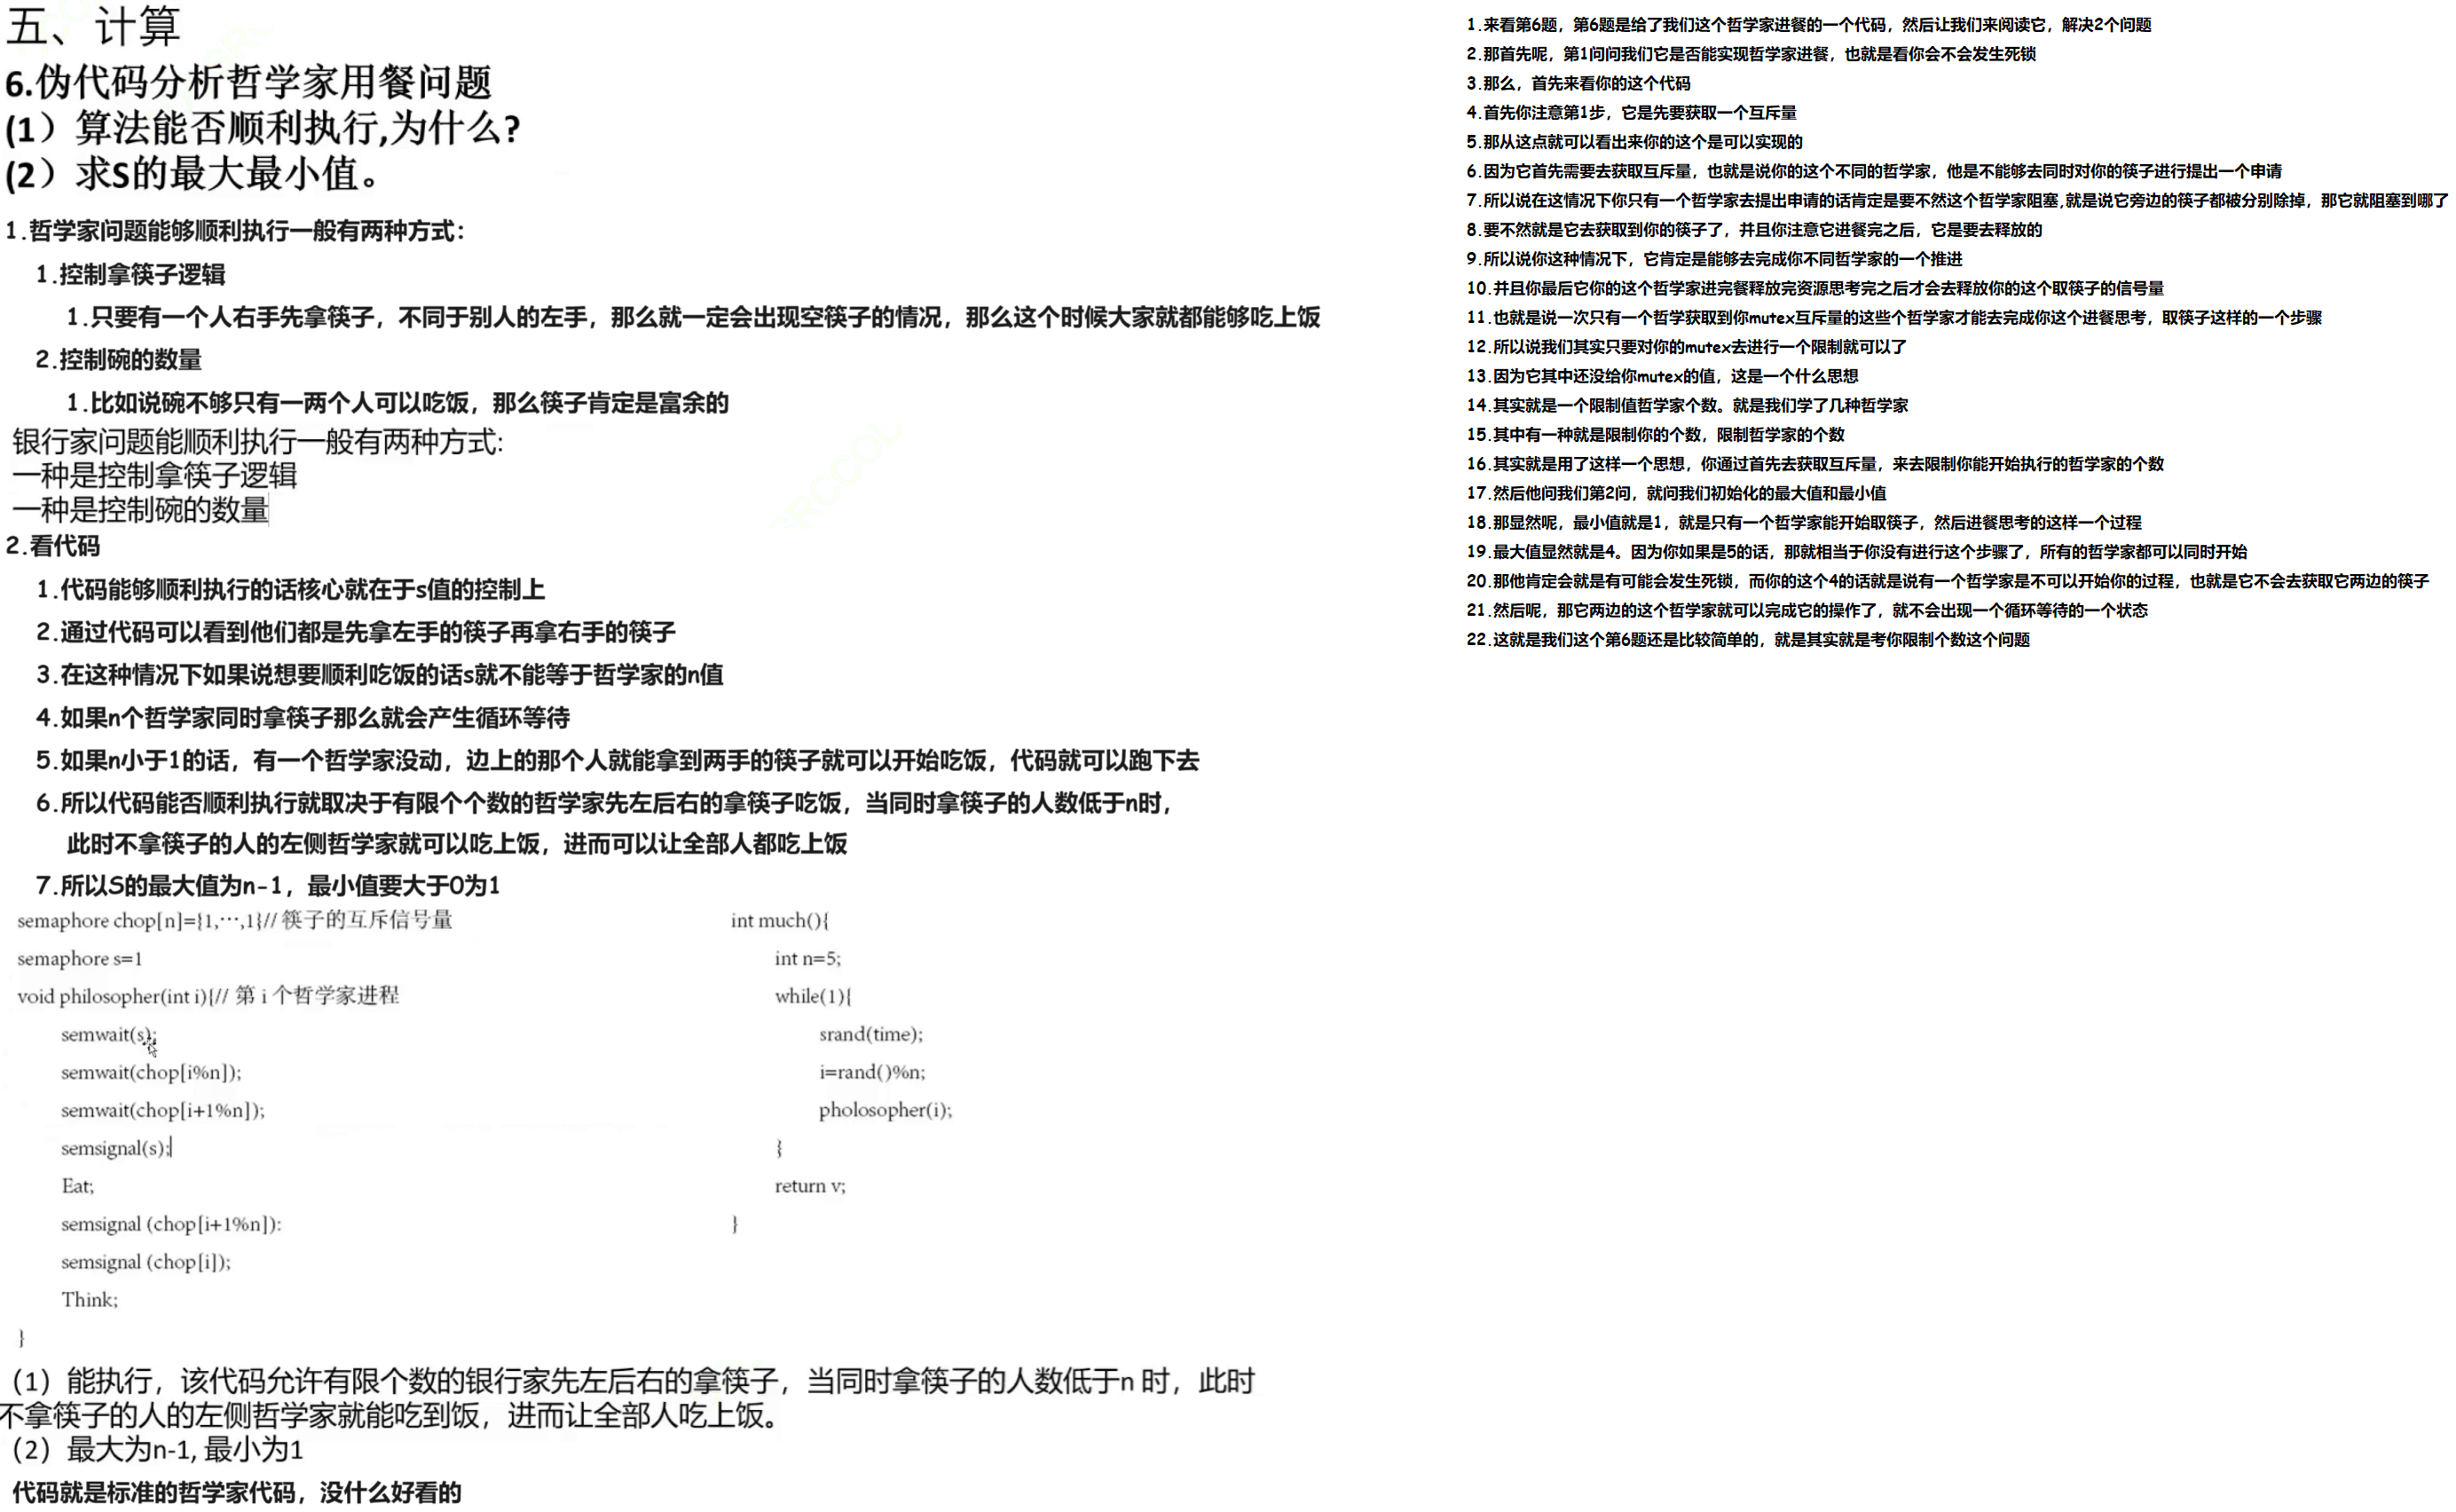 五、计算
6.伪代码分析哲学家用餐问题
(1）算法能否顺利执行,为什么?
(2）求S的最大最小值。
1.哲学家问题能够顺利执行一般有两种方式：
1.控制拿筷子逻辑
1.只要有一个人右手先拿筷子，不同于别人的左手，那么就一定会出现空筷子的情况，那么这个时候大家就都能够吃上饭
2.控制碗的数量
1.比如说碗不够只有一两个人可以吃饭，那么筷子肯定是富余的
银行家问题能顺利执行一般有两种方式:
一种是控制拿筷子逻辑
一种是控制碗的数量
2.看代码
1.代码能够顺利执行的话核心就在于s值的控制上
2.通过代码可以看到他们都是先拿左手的筷子再拿右手的筷子
3.在这种情况下如果说想要顺利吃饭的话s就不能等于哲学家的n值
4.如果n个哲学家同时拿筷子那么就会产生循环等待
5.如果n小于1的话，有一个哲学家没动，边上的那个人就能拿到两手的筷子就可以开始吃饭，代码就可以跑下去
6.所以代码能否顺利执行就取决于有限个个数的哲学家先左后右的拿筷子吃饭，当同时拿筷子的人数低于n时，
此时不拿筷子的人的左侧哲学家就可以吃上饭，进而可以让全部人都吃上饭
7.所以S的最大值为n-1，最小值要大于0为1
semaphore chop[n]={1,…,1}// 筷子的互斥信号量
semaphore s=1
void philosopher(int i){// 第 i 个哲学家进程
semwait(s);
semwait(chop[i%n]);
semwait(chop[i+1%n]);
semsignal(s);
Eat;
semsignal (chop[i+1%n]):
semsignal (chop[i]);
Think;
}
int much(){
int n=5;
while(1){
srand(time);
i=rand()%n;
pholosopher(i);
}
return v;
}
（1）能执行，该代码允许有限个数的银行家先左后右的拿筷子，当同时拿筷子的人数低于n 时，此时
不拿筷子的人的左侧哲学家就能吃到饭，进而让全部人吃上饭。
（2）最大为n-1, 最小为1
代码就是标准的哲学家代码，没什么好看的
1.来看第6题，第6题是给了我们这个哲学家进餐的一个代码，然后让我们来阅读它，解决2个问题
2.那首先呢，第1问问我们它是否能实现哲学家进餐，也就是看你会不会发生死锁
3.那么，首先来看你的这个代码
4.首先你注意第1步，它是先要获取一个互斥量
5.那从这点就可以看出来你的这个是可以实现的
6.因为它首先需要去获取互斥量，也就是说你的这个不同的哲学家，他是不能够去同时对你的筷子进行提出一个申请
7.所以说在这情况下你只有一个哲学家去提出申请的话肯定是要不然这个哲学家阻塞,就是说它旁边的筷子都被分别除掉，那它就阻塞到哪了
8.要不然就是它去获取到你的筷子了，并且你注意它进餐完之后，它是要去释放的
9.所以说你这种情况下，它肯定是能够去完成你不同哲学家的一个推进
10.并且你最后它你的这个哲学家进完餐释放完资源思考完之后才会去释放你的这个取筷子的信号量
11.也就是说一次只有一个哲学获取到你mutex互斥量的这些个哲学家才能去完成你这个进餐思考，取筷子这样的一个步骤
12.所以说我们其实只要对你的mutex去进行一个限制就可以了
13.因为它其中还没给你mutex的值，这是一个什么思想
14.其实就是一个限制值哲学家个数。就是我们学了几种哲学家
15.其中有一种就是限制你的个数，限制哲学家的个数
16.其实就是用了这样一个思想，你通过首先去获取互斥量，来去限制你能开始执行的哲学家的个数
17.然后他问我们第2问，就问我们初始化的最大值和最小值
18.那显然呢，最小值就是1，就是只有一个哲学家能开始取筷子，然后进餐思考的这样一个过程
19.最大值显然就是4。因为你如果是5的话，那就相当于你没有进行这个步骤了，所有的哲学家都可以同时开始
20.那他肯定会就是有可能会发生死锁，而你的这个4的话就是说有一个哲学家是不可以开始你的过程，也就是它不会去获取它两边的筷子
21.然后呢，那它两边的这个哲学家就可以完成它的操作了，就不会出现一个循环等待的一个状态
22.这就是我们这个第6题还是比较简单的，就是其实就是考你限制个数这个问题